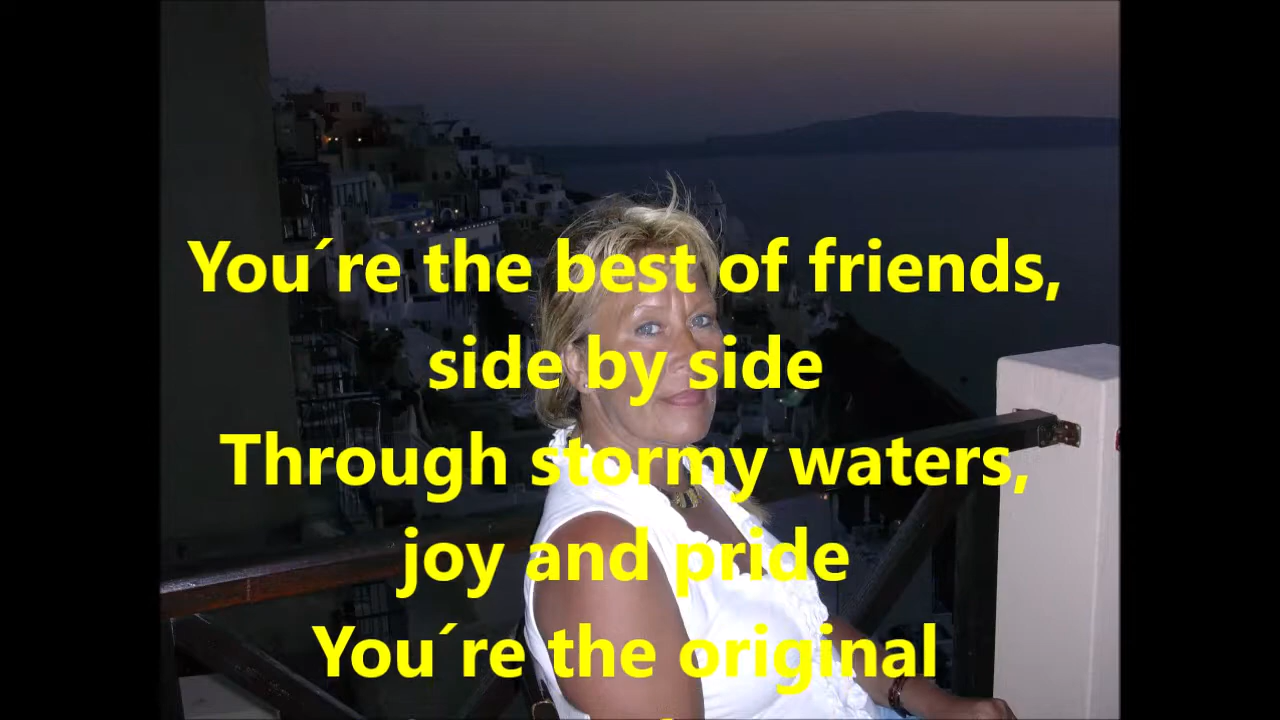 You´re the best of friends,
side by side
Through stormy waters,
joy and pride
You´re the original